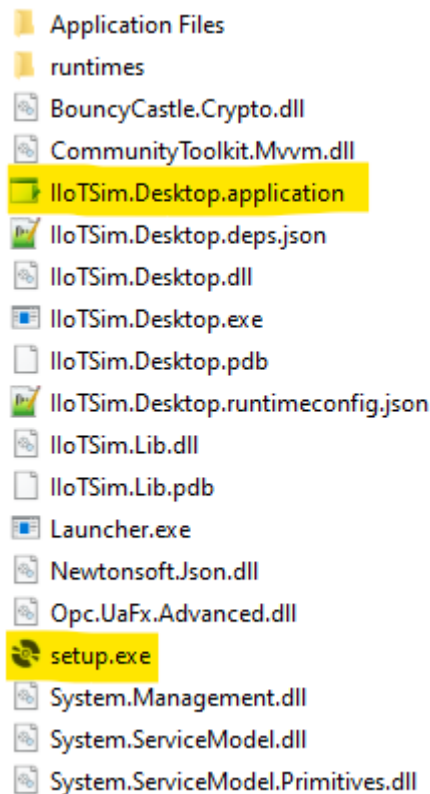 Application Files
runtimes
BouncyCastle.Crypto.dll
CommunityToolkit.Mvvm.dll
IIoTSim.Desktop.application
IIoTSim.Desktop.deps.json
IIoTSim.Desktop.dll
IIoTSim.Desktop.exe
IIoTSim.Desktop.pdb
IIoTSim.Desktop.runtimeconfig.json
IIoTSim.Lib.dll
IIoTSim.Lib.pdb
Launcher.exe
Newtonsoft.Json.dll
Opc.UaFx.Advanced.dll
setup.exe
System.Management.dll
System.ServiceModel.dll
System.ServiceModel.Primitives.dll